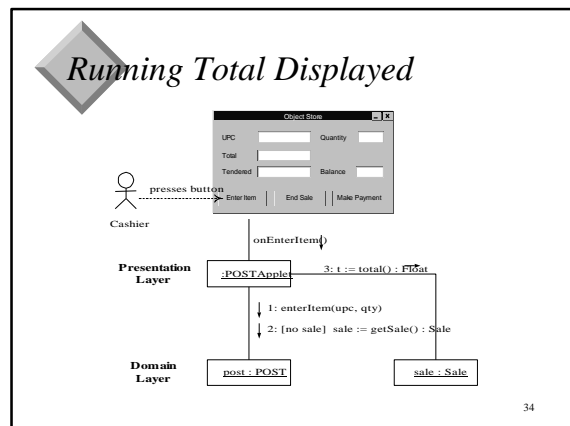 Running Total Displayed
Object Store
UPC Quantity
Total
Tendered Balance
Enter Item End Sale Make Payment
presses button
Cashier
onEnterItem()
Presentation Layer
:POSTApplet
3: t := total() : Float
1: enterItem(upc, qty)
2: [no sale] sale := getSale() : Sale
Domain Layer
post : POST
sale : Sale
34